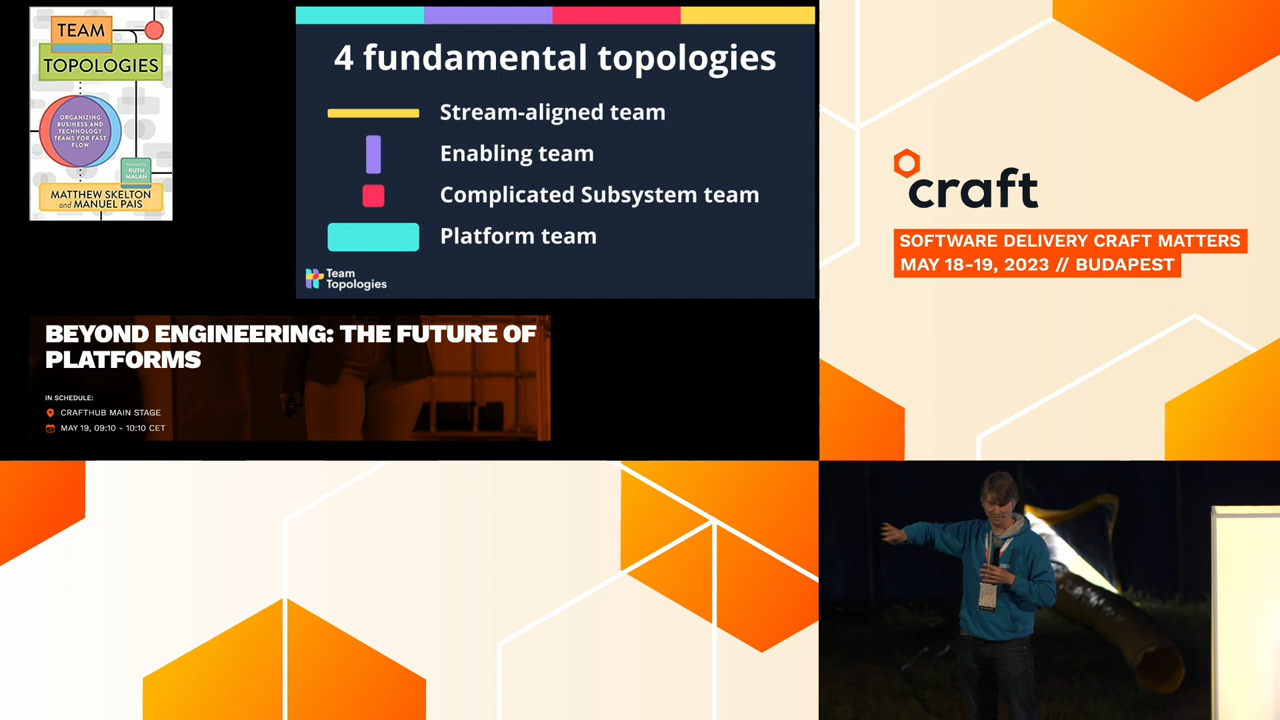 TEAM
TOPOLOGIES
ORGANIZING
BUSINESS AND
TECHNOLOGY
TEAMS FOR FAST
FLOW
RUTH
MALAN
MATTHEW SKELTON
and MANUEL PAIS
4 fundamental topologies
Stream-aligned team
Enabling team
Complicated Subsystem team
Platform team
Team
Topologies
BEYOND ENGINEERING: THE FUTURE OF
PLATFORMS
IN SCHEDULE:
CRAFTHUB MAIN STAGE
MAY 19, 09:10 - 10:10 CET
craft
SOFTWARE DELIVERY CRAFT MATTERS
MAY 18-19, 2023 // BUDAPEST